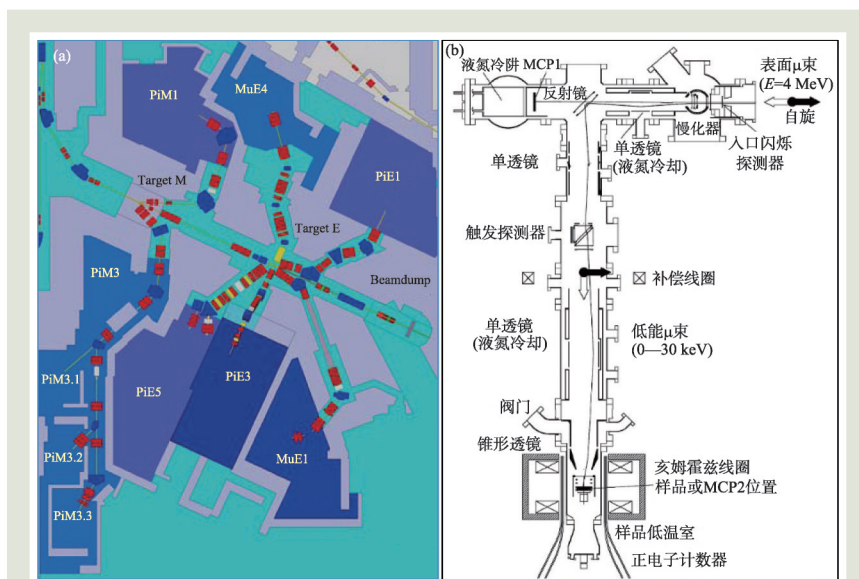 (a)
PiM1
MuE4
PiE1
Target M
Target E
Beamdump
PiM3
PiM3.1
PiE5
PiE3
PiM3.2
MuE1
PiM3.3
(b)
液氮冷阱 MCP1
反射镜
表面μ束
(E=4 MeV)
自旋
慢化器
入口闪烁
探测器
单透镜
(液氮冷却)
单透镜
触发探测器
补偿线圈
单透镜
(液氮冷却)
低能μ束
(0—30 keV)
阀门
锥形透镜
亥姆霍兹线圈
样品或MCP2位置
样品低温室
正电子计数器